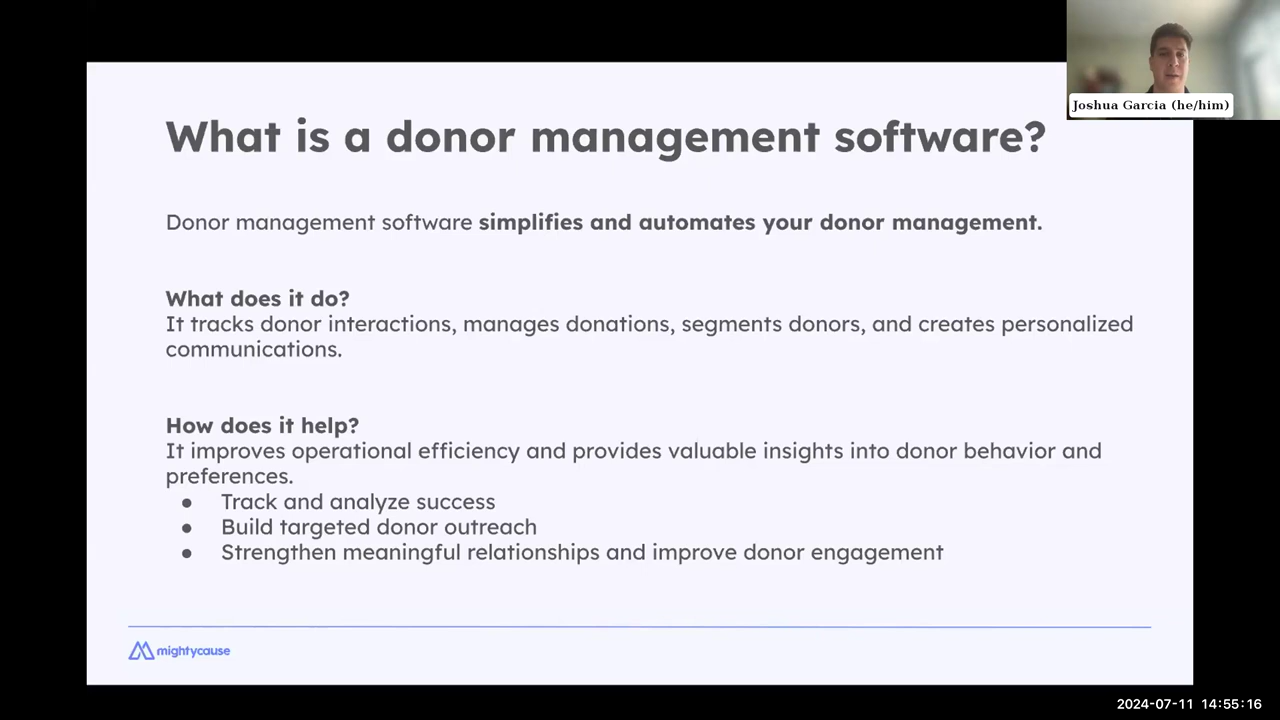 Joshua Garcia (he/him)
What is a donor management software?
Donor management software simplifies and automates your donor management.
What does it do?
It tracks donor interactions, manages donations, segments donors, and creates personalized
communications.
How does it help?
It improves operational efficiency and provides valuable insights into donor behavior and
preferences.
● Track and analyze success
● Build targeted donor outreach
● Strengthen meaningful relationships and improve donor engagement
mightycause
2024-07-11 14:55:16